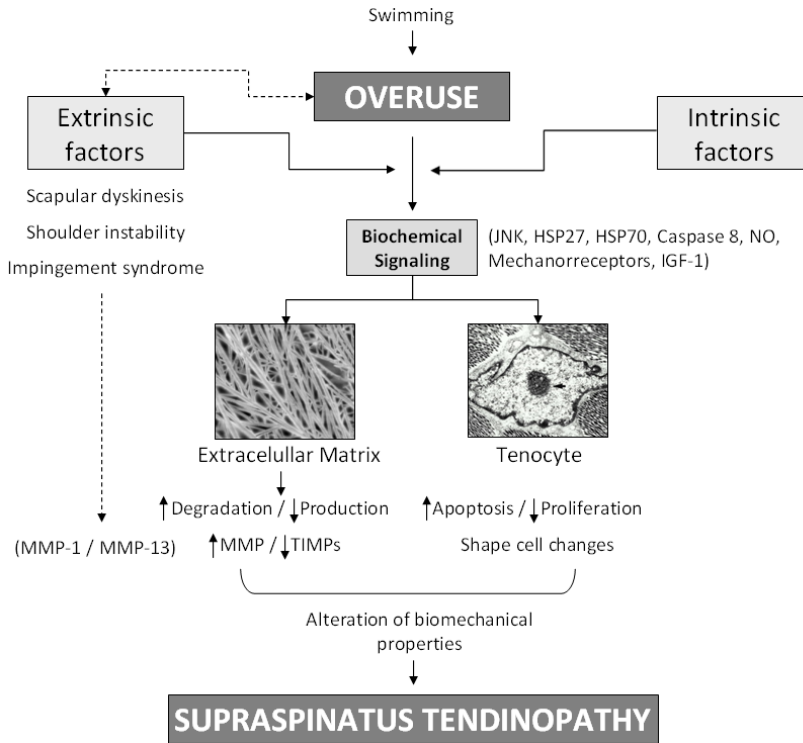 Swimming
OVERUSE
Extrinsic
factors
Intrinsic
factors
Scapular dyskinesis
Shoulder instability
Impingement syndrome
Biochemical
Signaling
(JNK, HSP27, HSP70, Caspase 8, NO,
Mechanorreceptors, IGF-1)
Extracelullar Matrix
Tenocyte
↑Degradation / ↓Production
↑Apoptosis / ↓Proliferation
(MMP-1 / MMP-13)
↑MMP / ↓TIMPs
Shape cell changes
Alteration of biomechanical
properties
SUPRASPINATUS TENDINOPATHY